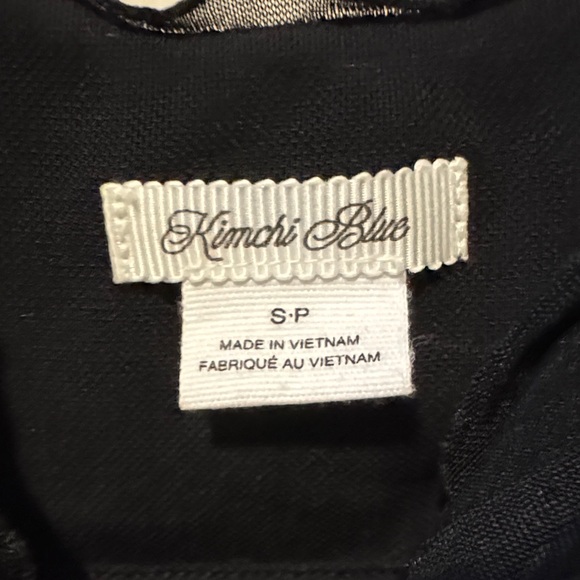 Kimchi Blue
S·P
MADE IN VIETNAM
FABRIQUÉ AU VIETNAM